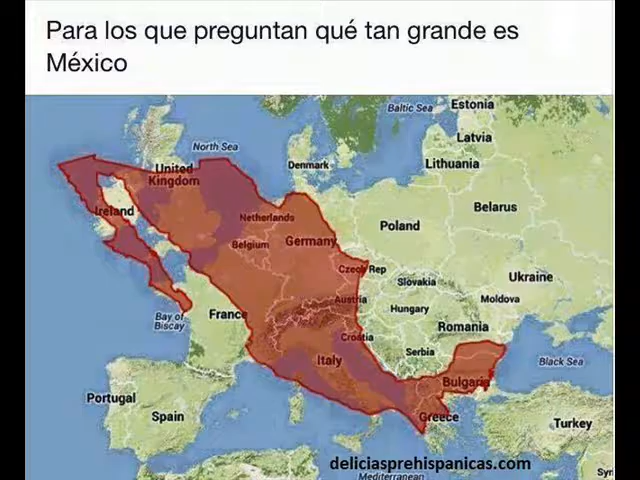 Para los que preguntan qué tan grande es
México
Baltic Sea
Estonia
North Sea
Latvia
Denmark
Lithuania
United
Kingdom
Ireland
Netherlands
Belarus
Poland
Belgium
Germany
Czech Rep
Slovakia
Ukraine
Austria
Hungary
Moldova
Bay of
Biscay
France
Croatia
Romania
Serbia
Italy
Black Sea
Bulgaria
Portugal
Spain
Greece
Turkey
deliciasprehispanicas.com
Mediterranean
Syr